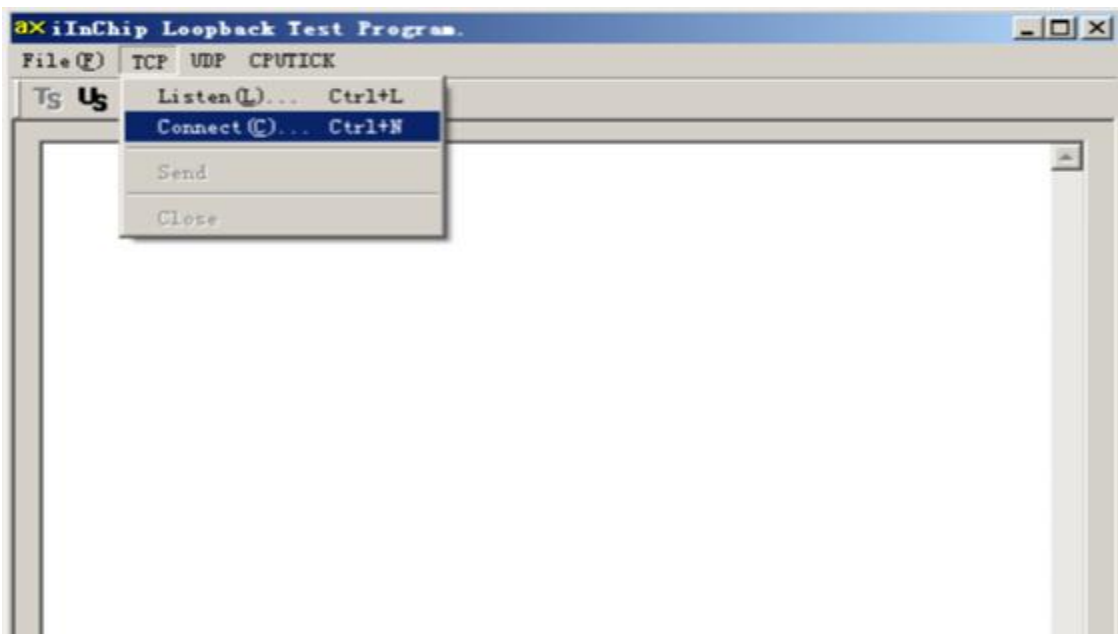 ax iInChip Loopback Test Program.
File(F) TCP UDP CPUTICK
Ts Us
Listen(L)... Ctrl+L
Connect(C)... Ctrl+N
Send
Close